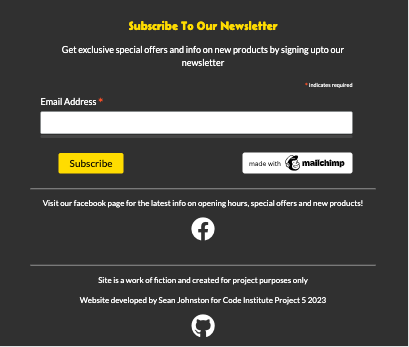 Subscribe To Our Newsletter
Get exclusive special offers and info on new products by signing upto our
newsletter
* indicates required
Email Address *
Subscribe
made with mailchimp
Visit our facebook page for the latest info on opening hours, special offers and new products!
Site is a work of fiction and created for project purposes only
Website developed by Sean Johnston for Code Institute Project 5 2023